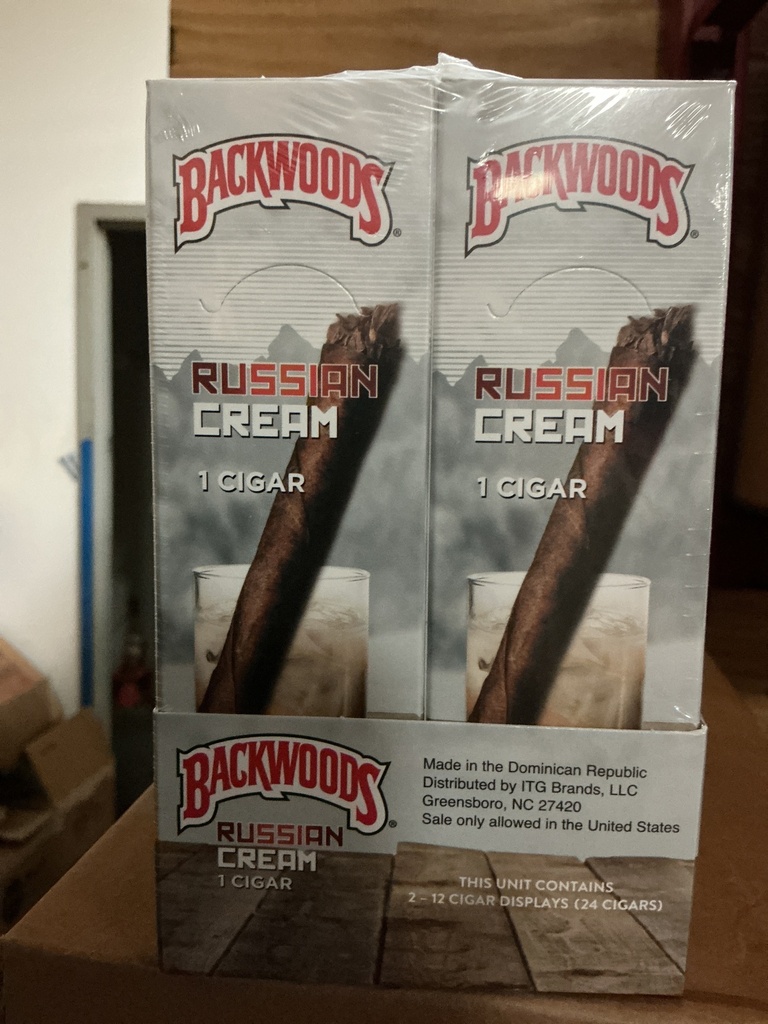 BACKWOODS®
RUSSIAN
CREAM
1 CIGAR
BACKWOODS®
RUSSIAN
CREAM
1 CIGAR
BACKWOODS®
RUSSIAN
CREAM
1 CIGAR
Made in the Dominican Republic
Distributed by ITG Brands, LLC
Greensboro, NC 27420
Sale only allowed in the United States
THIS UNIT CONTAINS
2 – 12 CIGAR DISPLAYS (24 CIGARS)